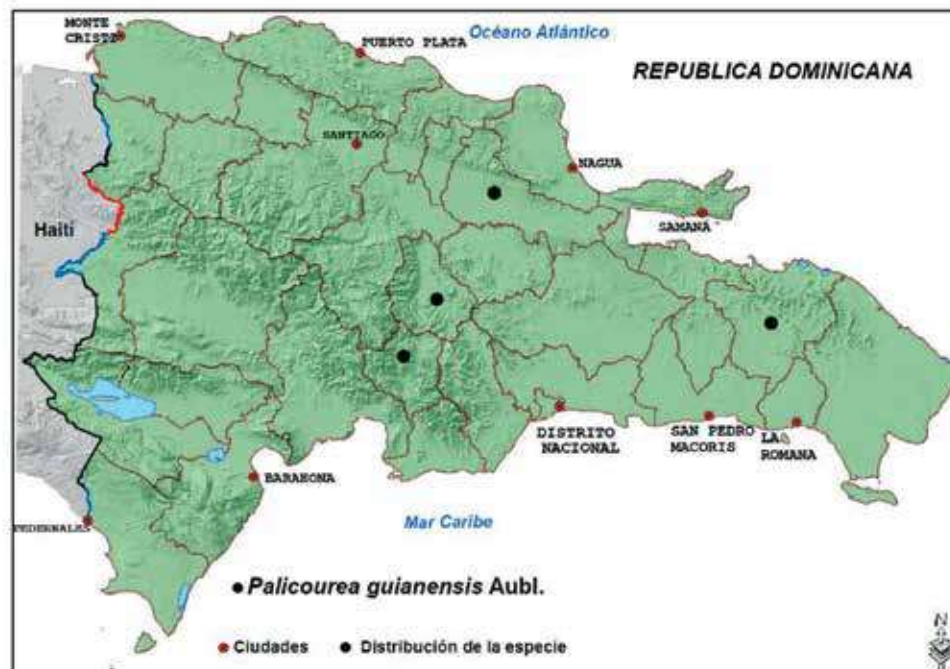 MONTE
CRISTI
Océano Atlántico
PUERTO PLATA
REPUBLICA DOMINICANA
SANTIAGO
NAGUA
Haití
SAMANÁ
DISTRITO
NACIONAL
SAN PEDRO
MACORIS
LA
ROMANA
BARAHONA
PEDERNALES
Mar Caribe
Palicourea guianensis Aubl.
Ciudades
Distribución de la especie
N